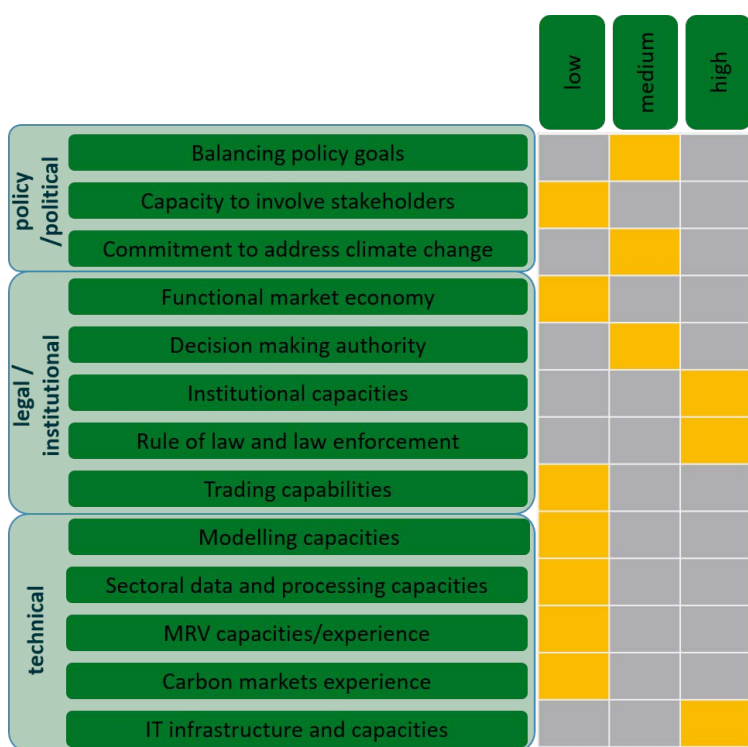 low
medium
high
policy
/political
Balancing policy goals
Capacity to involve stakeholders
Commitment to address climate change
legal /
institutional
Functional market economy
Decision making authority
Institutional capacities
Rule of law and law enforcement
Trading capabilities
technical
Modelling capacities
Sectoral data and processing capacities
MRV capacities/experience
Carbon markets experience
IT infrastructure and capacities